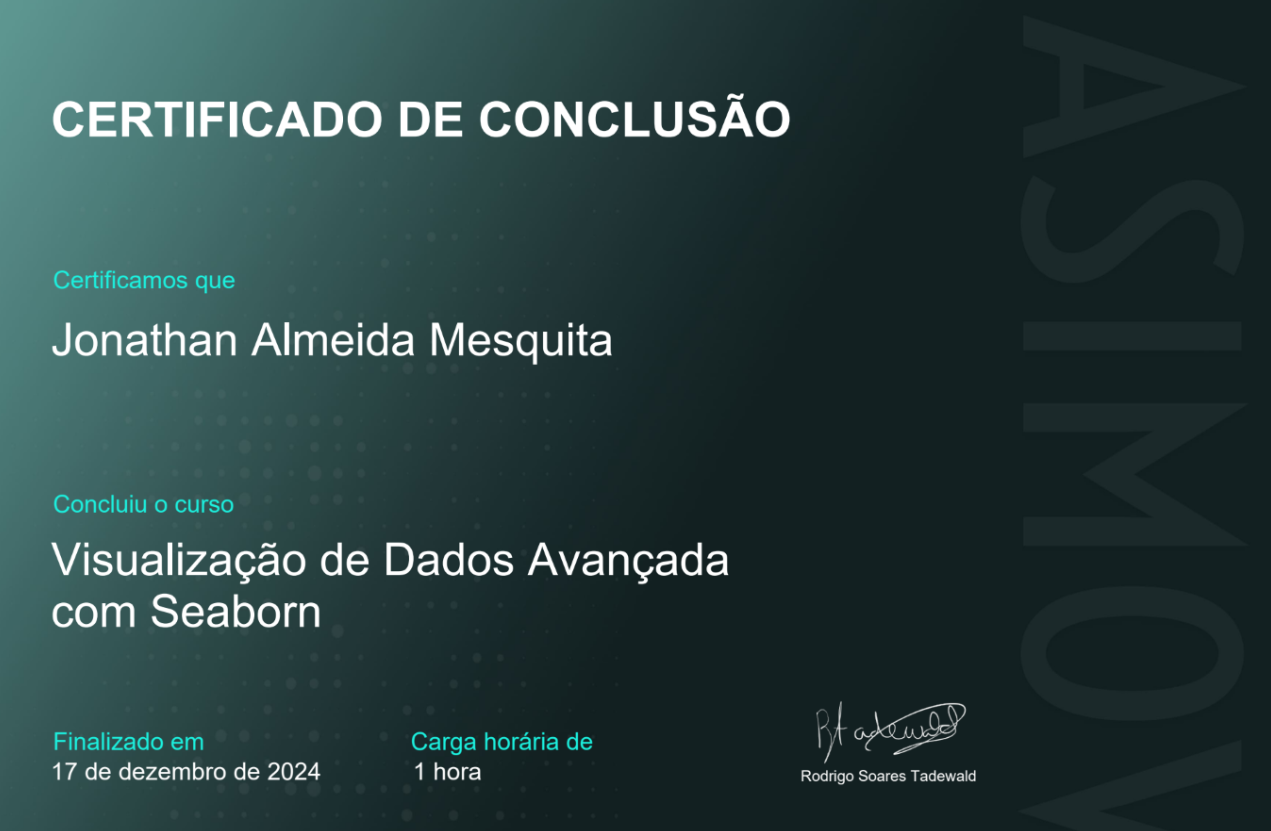 CERTIFICADO DE CONCLUSÃO
Certificamos que
Jonathan Almeida Mesquita
Concluiu o curso
Visualização de Dados Avançada
com Seaborn
Finalizado em
17 de dezembro de 2024
Carga horária de
1 hora
Rodrigo Soares Tadewald
ASIMOV